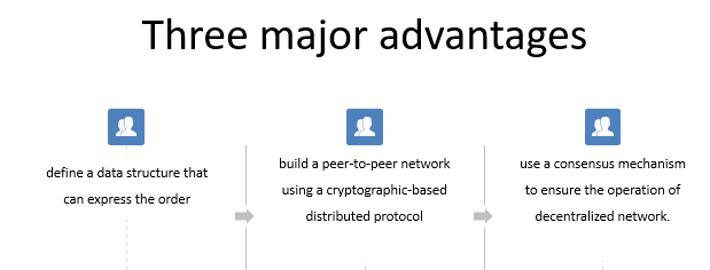 Three major advantages
define a data structure that
can express the order
build a peer-to-peer network
using a cryptographic-based
distributed protocol
use a consensus mechanism
to ensure the operation of
decentralized network.